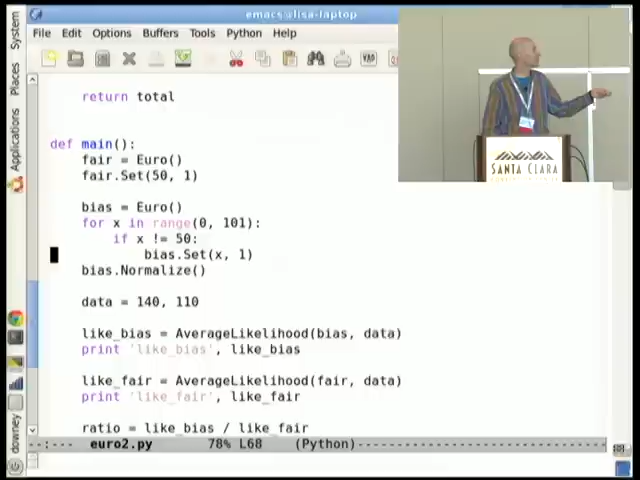 emacs@lisa-laptop
File Edit Options Buffers Tools Python Help
Applications Places System
return total
def main():
fair = Euro()
fair.Set(50, 1)
bias = Euro()
for x in range(0, 101):
if x != 50:
bias.Set(x, 1)
bias.Normalize()
data = 140, 110
like_bias = AverageLikelihood(bias, data)
print 'like_bias', like_bias
like_fair = AverageLikelihood(fair, data)
print 'like_fair', like_fair
ratio = like_bias / like_fair
--:--- euro2.py 78% L68 (Python)
downey
SANTA CLARA